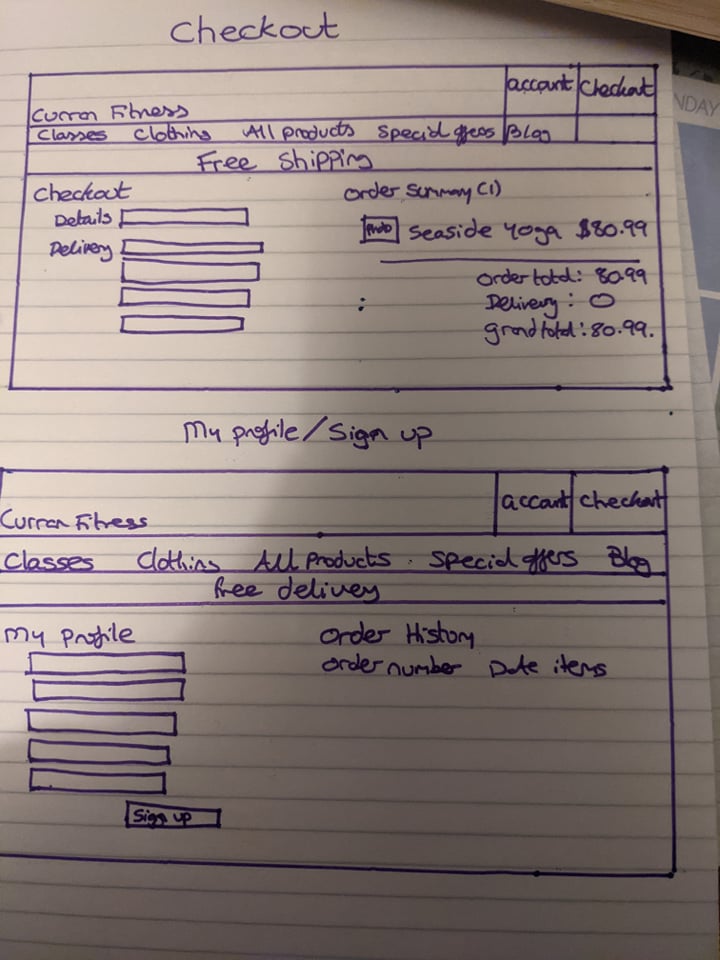 Checkout
account Checkout
Curran Fitness
Classes Clothing All products Special offers Blog
Free Shipping
Checkout
Order Summary (1)
Details
Photo Seaside Yoga $80.99
Delivery
order total: 80.99
Delivery: 0
grand total: 80.99.
My profile/Sign up
account Checkout
Curran Fitness
Classes Clothing All Products Special offers Blog
free delivery
My Profile
Order History
order number Date items
Sign up
NDAY